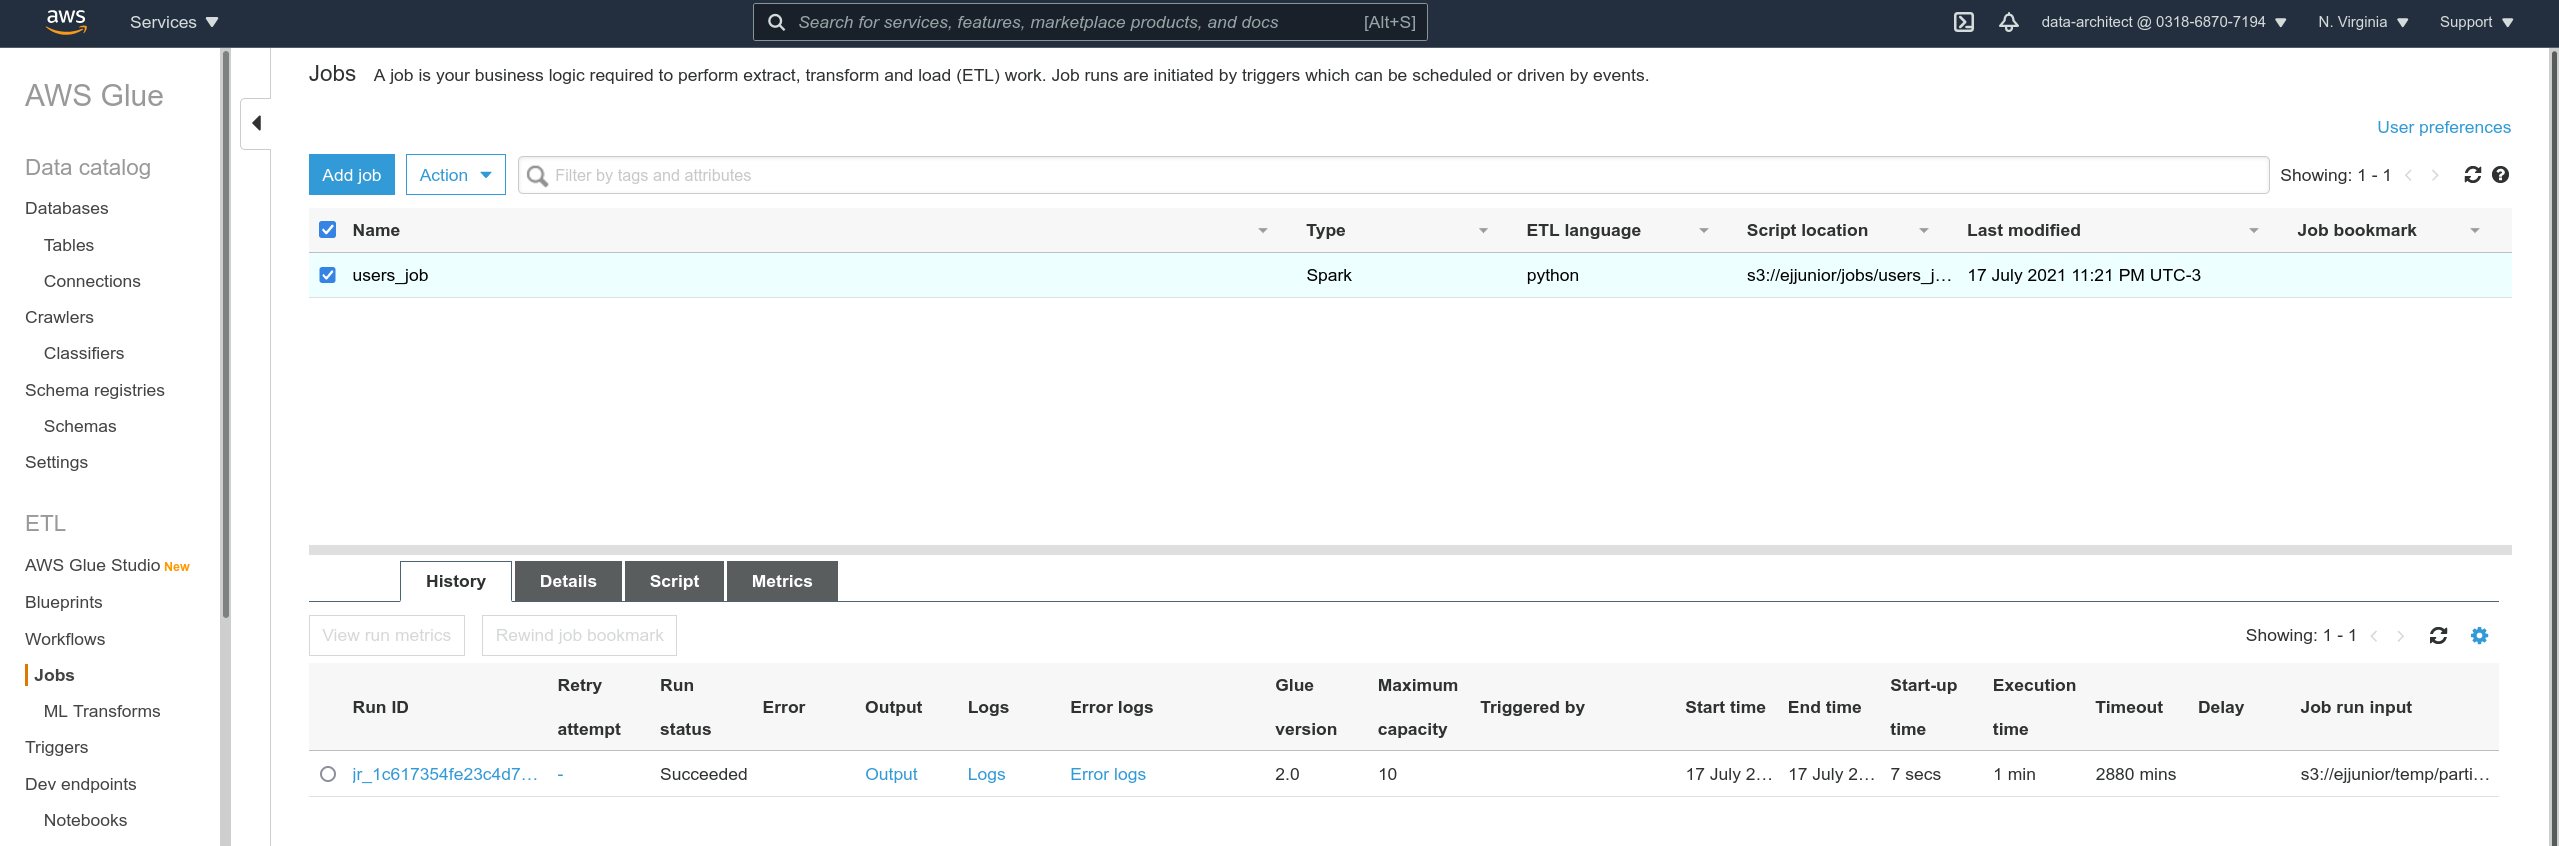 aws
Services
Search for services, features, marketplace products, and docs [Alt+S]
data-architect @ 0318-6870-7194
N. Virginia
Support
AWS Glue
Data catalog
Databases
Tables
Connections
Crawlers
Classifiers
Schema registries
Schemas
Settings
ETL
AWS Glue Studio New
Blueprints
Workflows
Jobs
ML Transforms
Triggers
Dev endpoints
Notebooks
Jobs A job is your business logic required to perform extract, transform and load (ETL) work. Job runs are initiated by triggers which can be scheduled or driven by events.
User preferences
Add job Action Filter by tags and attributes Showing: 1 - 1
Name Type ETL language Script location Last modified Job bookmark
users_job Spark python s3://ejjunior/jobs/users_j... 17 July 2021 11:21 PM UTC-3
History Details Script Metrics
View run metrics Rewind job bookmark Showing: 1 - 1
Run ID Retry attempt Run status Error Output Logs Error logs Glue version Maximum capacity Triggered by Start time End time Start-up time Execution time Timeout Delay Job run input
jr_1c617354fe23c4d7... - Succeeded Output Logs Error logs 2.0 10 17 July 2... 17 July 2... 7 secs 1 min 2880 mins s3://ejjunior/temp/parti...